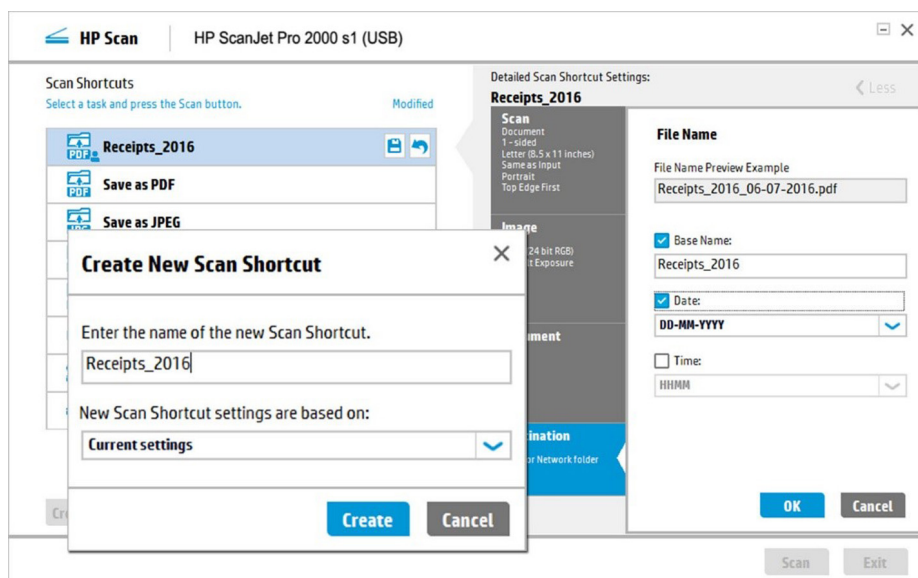 HP Scan
HP ScanJet Pro 2000 s1 (USB)
Scan Shortcuts
Select a task and press the Scan button.
Modified
Receipts_2016
Save as PDF
Save as JPEG
Detailed Scan Shortcut Settings:
Receipts_2016
Less
Scan
Document
1 - sided
Letter (8.5 x 11 inches)
Same as Input
Portrait
Top Edge First
Image
24 bit RGB)
Exposure
Create New Scan Shortcut
Enter the name of the new Scan Shortcut.
Receipts_2016
New Scan Shortcut settings are based on:
Current settings
Create
Cancel
or Network folder
File Name
File Name Preview Example
Receipts_2016_06-07-2016.pdf
Base Name:
Receipts_2016
Date:
DD-MM-YYYY
Time:
HHMM
OK
Cancel
Scan
Exit